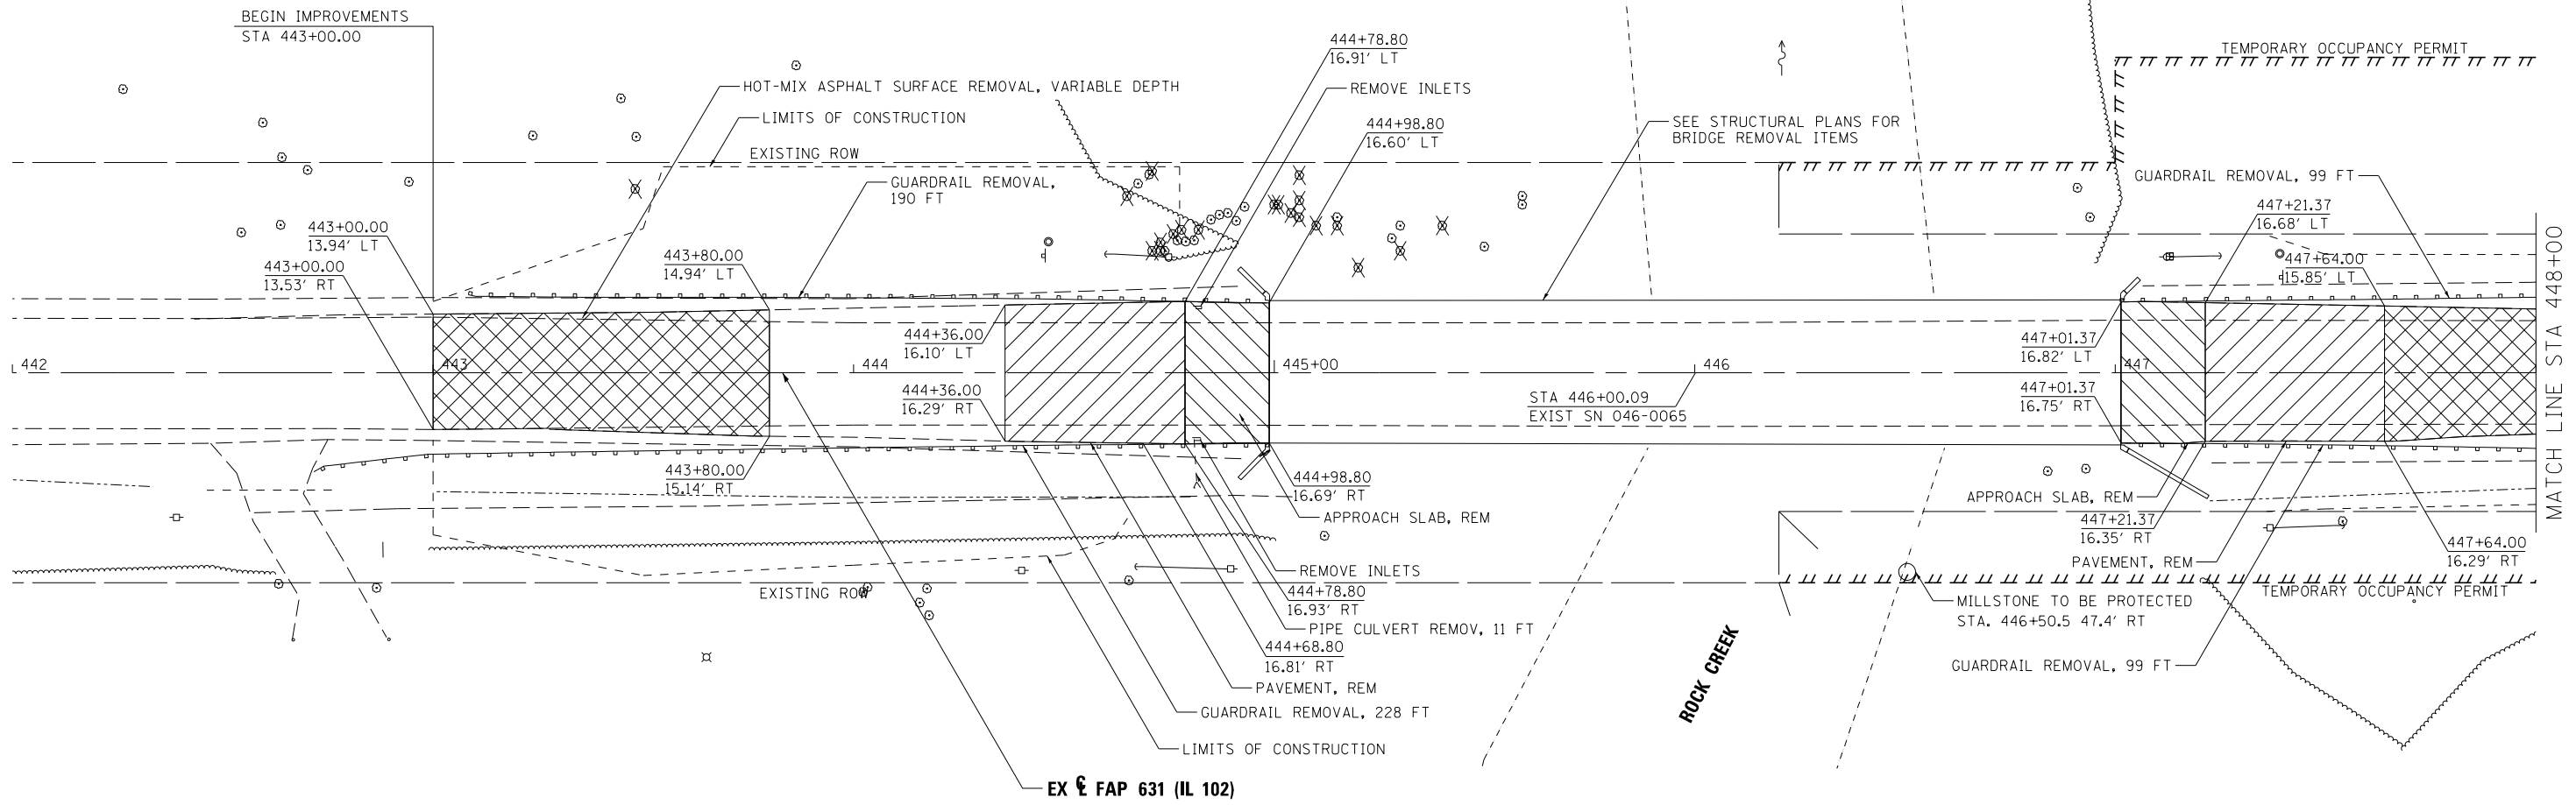 BEGIN IMPROVEMENTS
STA 443+00.00
HOT-MIX ASPHALT SURFACE REMOVAL, VARIABLE DEPTH
LIMITS OF CONSTRUCTION
EXISTING ROW
GUARDRAIL REMOVAL,
190 FT
444+78.80
16.91' LT
REMOVE INLETS
444+98.80
16.60' LT
SEE STRUCTURAL PLANS FOR
BRIDGE REMOVAL ITEMS
TEMPORARY OCCUPANCY PERMIT
GUARDRAIL REMOVAL, 99 FT
447+21.37
16.68' LT
447+64.00
15.85' LT
443+00.00
13.94' LT
443+00.00
13.53' RT
443+80.00
14.94' LT
444+36.00
16.10' LT
447+01.37
16.82' LT
442
443
444
445+00
446
447
444+36.00
16.29' RT
STA 446+00.09
EXIST SN 046-0065
447+01.37
16.75' RT
MATCH LINE STA 448+00
443+80.00
15.14' RT
444+98.80
16.69' RT
APPROACH SLAB, REM
APPROACH SLAB, REM
447+21.37
16.35' RT
PAVEMENT, REM
447+64.00
16.29' RT
REMOVE INLETS
EXISTING ROW
444+78.80
16.93' RT
TEMPORARY OCCUPANCY PERMIT
MILLSTONE TO BE PROTECTED
STA. 446+50.5 47.4' RT
PIPE CULVERT REMOV, 11 FT
444+68.80
16.81' RT
GUARDRAIL REMOVAL, 99 FT
ROCK CREEK
PAVEMENT, REM
GUARDRAIL REMOVAL, 228 FT
LIMITS OF CONSTRUCTION
EX ℄ FAP 631 (IL 102)